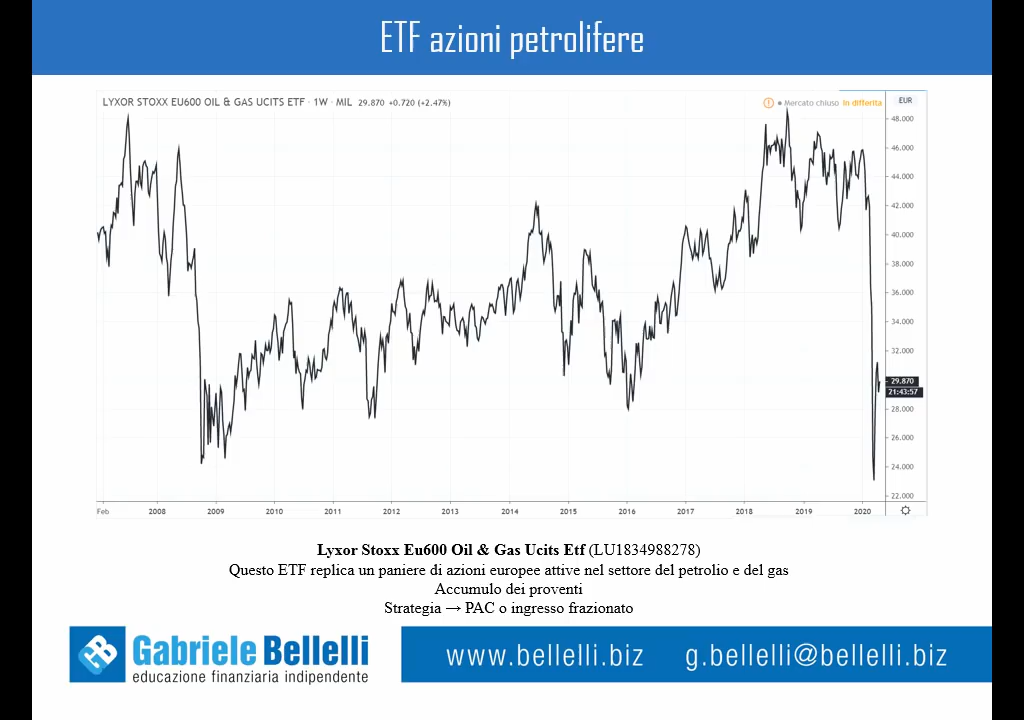 ETF azioni petrolifere
LYXOR STOXX EU600 OIL & GAS UCITS ETF · 1W · MIL 29.870 +0.720 (+2.47%)
Mercato chiuso In differita
EUR
48.000
46.000
44.000
42.000
40.000
38.000
36.000
34.000
32.000
29.870
21:43:57
28.000
26.000
24.000
22.000
Feb 2008 2009 2010 2011 2012 2013 2014 2015 2016 2017 2018 2019 2020
Lyxor Stoxx Eu600 Oil & Gas Ucits Etf (LU1834988278)
Questo ETF replica un paniere di azioni europee attive nel settore del petrolio e del gas
Accumulo dei proventi
Strategia → PAC o ingresso frazionato
Gabriele Bellelli
educazione finanziaria indipendente
www.bellelli.biz g.bellelli@bellelli.biz